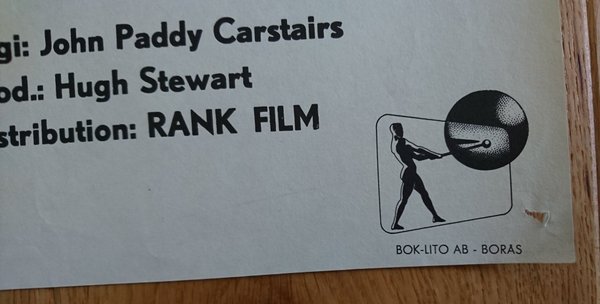 gi: John Paddy Carstairs
od.: Hugh Stewart
stribution: RANK FILM
BOK-LITO AB - BORÅS